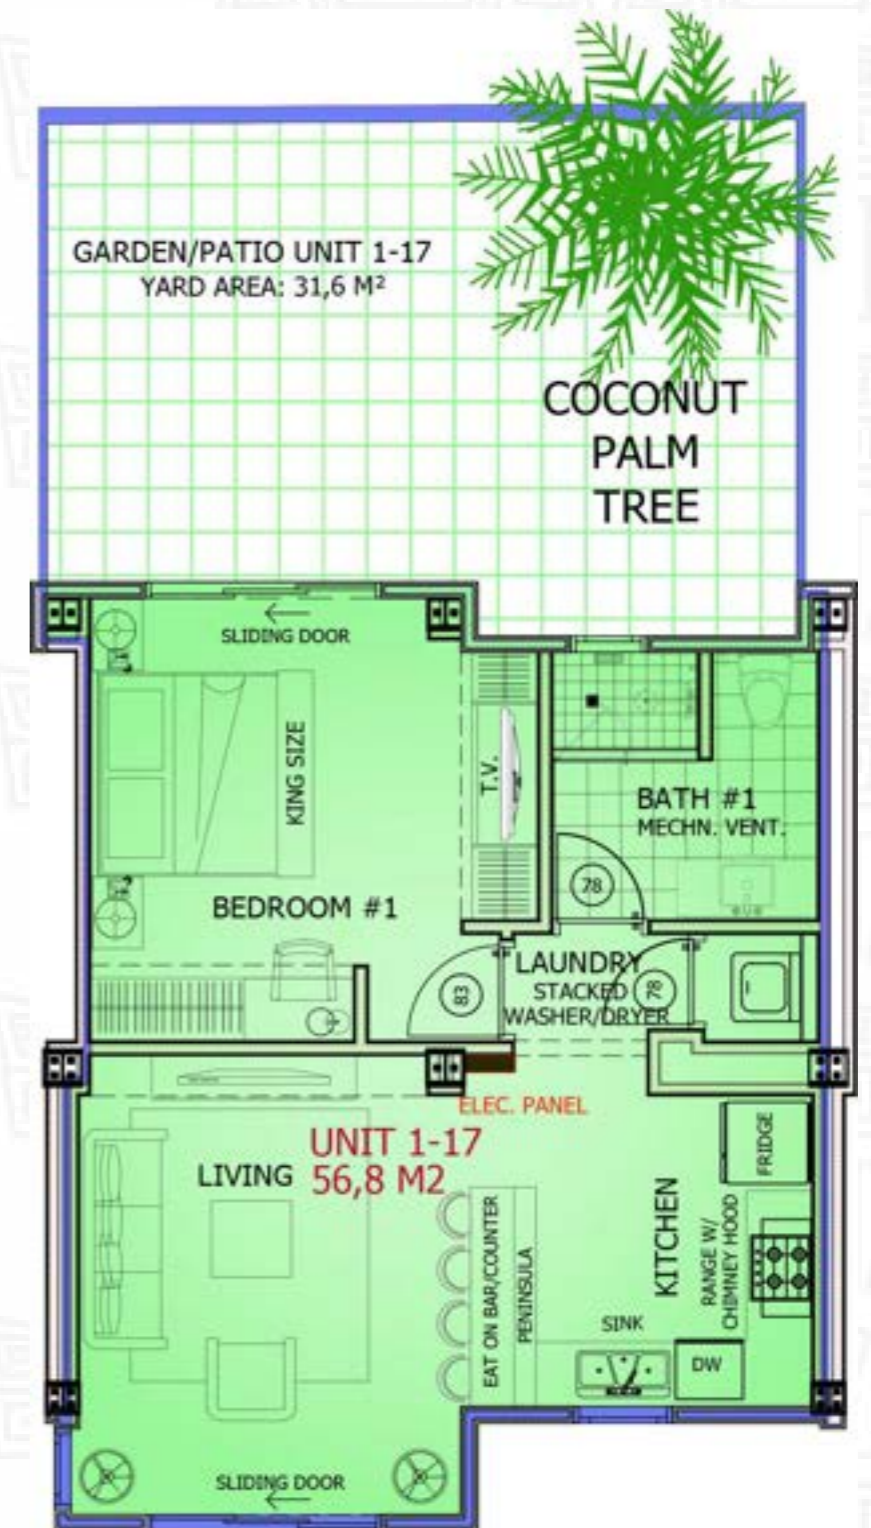 GARDEN/PATIO UNIT 1-17
YARD AREA: 31,6 M²
COCONUT
PALM
TREE
SLIDING DOOR
KING SIZE
T.V.
BATH #1
MECHN. VENT.
78
BEDROOM #1
83
LAUNDRY
STACKED
WASHER/DRYER
78
ELEC. PANEL
UNIT 1-17
56,8 M2
LIVING
FRIDGE
KITCHEN
RANGE W/
CHIMNEY HOOD
EAT ON BAR/COUNTER
PENINSULA
SINK
DW
SLIDING DOOR